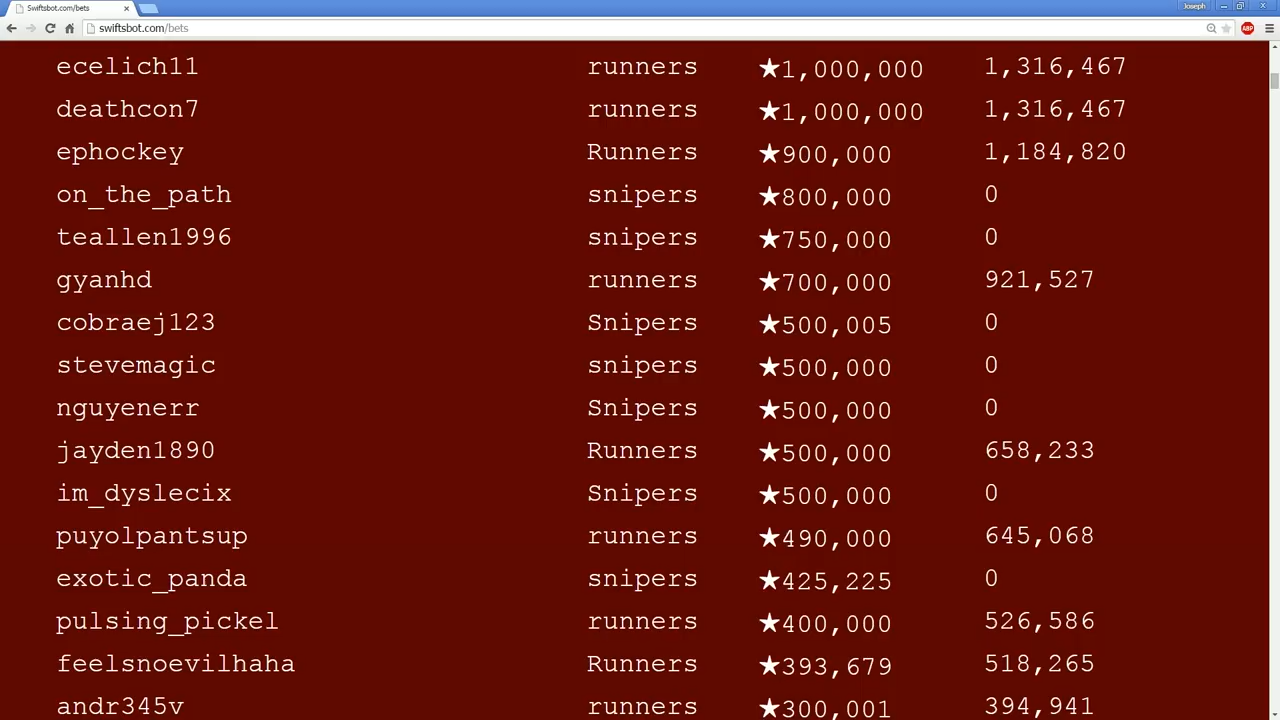 Swiftsbot.com/bets
Joseph
swiftsbot.com/bets
ABP
ecelich11 runners ★1,000,000 1,316,467
deathcon7 runners ★1,000,000 1,316,467
ephockey Runners ★900,000 1,184,820
on_the_path snipers ★800,000 0
teallen1996 snipers ★750,000 0
gyanhd runners ★700,000 921,527
cobraej123 Snipers ★500,005 0
stevemagic snipers ★500,000 0
nguyenerr Snipers ★500,000 0
jayden1890 Runners ★500,000 658,233
im_dyslecix Snipers ★500,000 0
puyolpantsup runners ★490,000 645,068
exotic_panda snipers ★425,225 0
pulsing_pickel runners ★400,000 526,586
feelsnoevilhaha Runners ★393,679 518,265
andr345v runners ★300,001 394,941